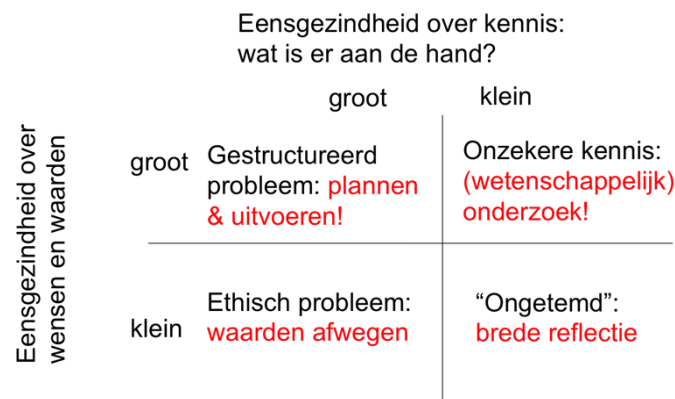 Eensgezindheid over kennis:
wat is er aan de hand?
groot
klein
Eensgezindheid over
wensen en waarden
groot
Gestructureerd
probleem: plannen
& uitvoeren!
Onzekere kennis:
(wetenschappelijk)
onderzoek!
klein
Ethisch probleem:
waarden afwegen
“Ongetemd”:
brede reflectie